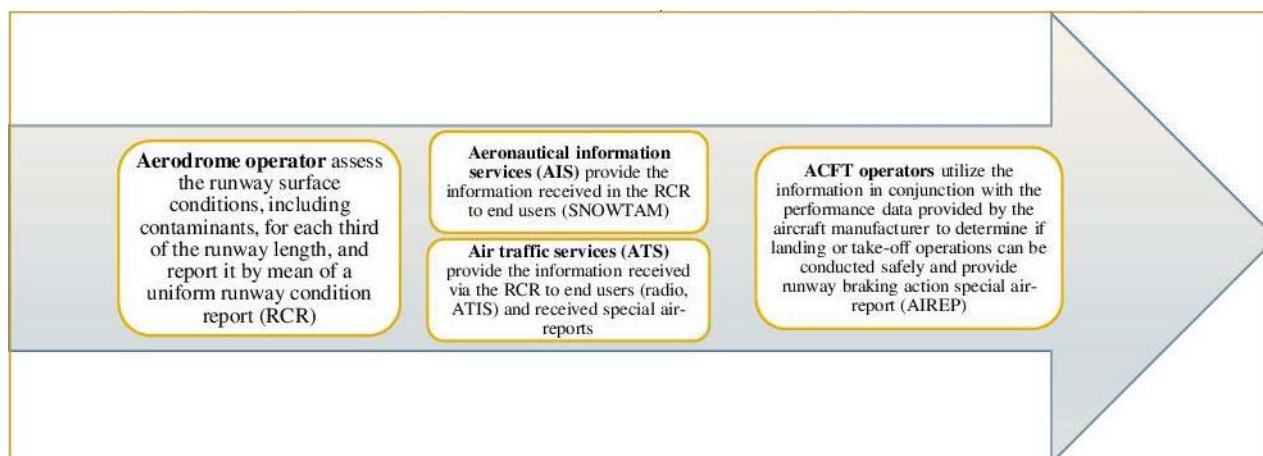 Aerodrome operator assess
the runway surface
conditions, including
contaminants, for each third
of the runway length, and
report it by mean of a
uniform runway condition
report (RCR)
Aeronautical information
services (AIS) provide the
information received in the RCR
to end users (SNOWTAM)
Air traffic services (ATS)
provide the information received
via the RCR to end users (radio,
ATIS) and received special air-
reports
ACFT operators utilize the
information in conjunction with the
performance data provided by the
aircraft manufacturer to determine if
landing or take-off operations can be
conducted safely and provide
runway braking action special air-
report (AIREP)